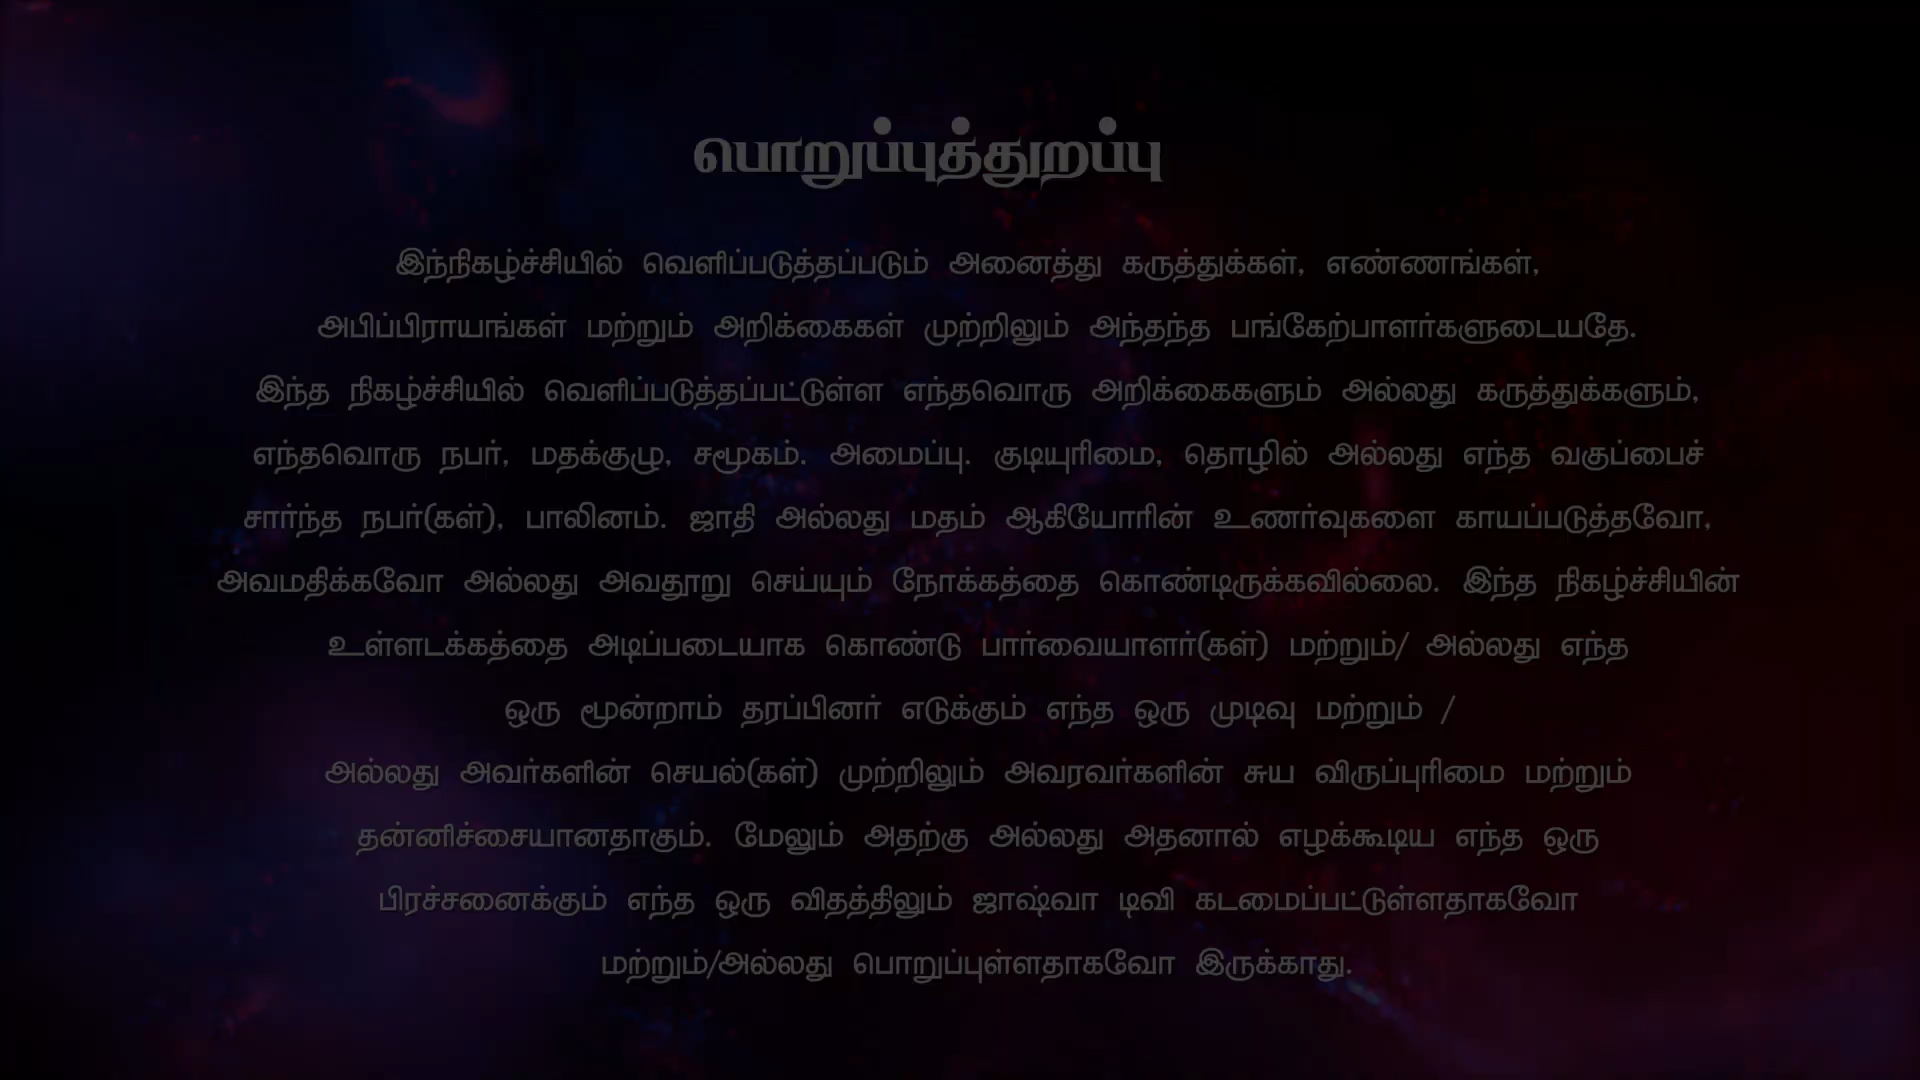 பொறுப்புத்துறப்பு
இந்நிகழ்ச்சியில் வெளிப்படுத்தப்படும் அனைத்து கருத்துக்கள், எண்ணங்கள்,
அபிப்பிராயங்கள் மற்றும் அறிக்கைகள் முற்றிலும் அந்தந்த பங்கேற்பாளர்களுடையதே.
இந்த நிகழ்ச்சியில் வெளிப்படுத்தப்பட்டுள்ள எந்தவொரு அறிக்கைகளும் அல்லது கருத்துக்களும்,
எந்தவொரு நபர், மதக்குழு, சமூகம். அமைப்பு. குடியுரிமை, தொழில் அல்லது எந்த வகுப்பைச்
சார்ந்த நபர்(கள்), பாலினம். ஜாதி அல்லது மதம் ஆகியோரின் உணர்வுகளை காயப்படுத்தவோ,
அவமதிக்கவோ அல்லது அவதூறு செய்யும் நோக்கத்தை கொண்டிருக்கவில்லை. இந்த நிகழ்ச்சியின்
உள்ளடக்கத்தை அடிப்படையாக கொண்டு பார்வையாளர்(கள்) மற்றும்/ அல்லது எந்த
ஒரு மூன்றாம் தரப்பினர் எடுக்கும் எந்த ஒரு முடிவு மற்றும் /
அல்லது அவர்களின் செயல்(கள்) முற்றிலும் அவரவர்களின் சுய விருப்புரிமை மற்றும்
தன்னிச்சையானதாகும். மேலும் அதற்கு அல்லது அதனால் எழக்கூடிய எந்த ஒரு
பிரச்சனைக்கும் எந்த ஒரு விதத்திலும் ஜாஷ்வா டிவி கடமைப்பட்டுள்ளதாகவோ
மற்றும்/அல்லது பொறுப்புள்ளதாகவோ இருக்காது.